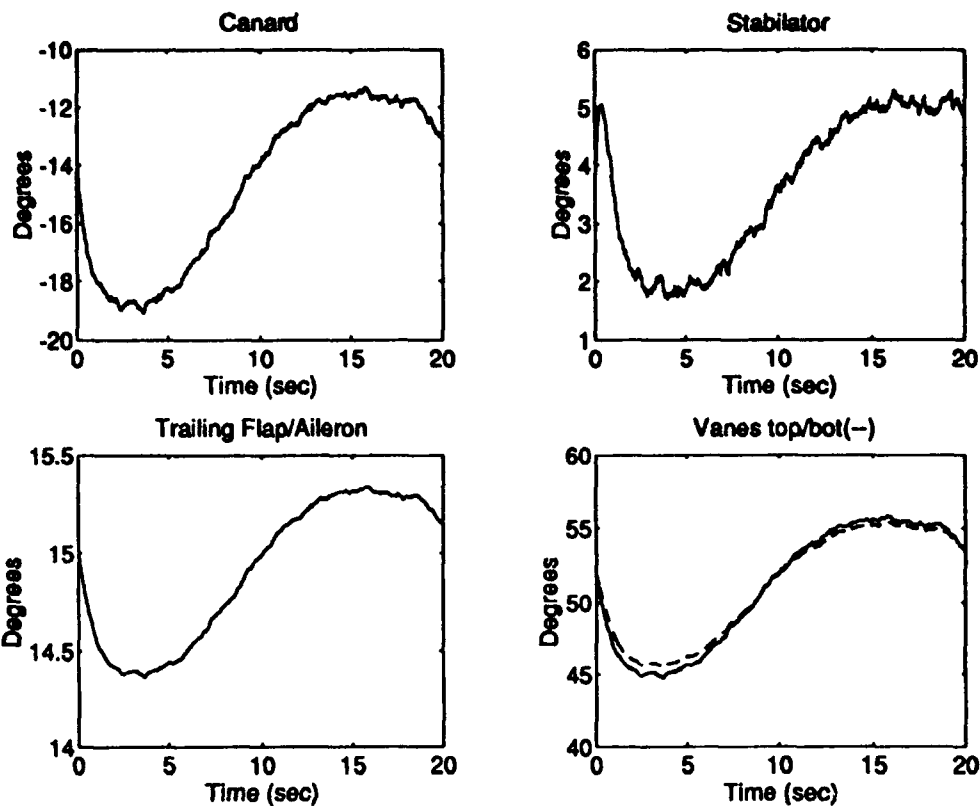 Canard
-10
-12
-14
-16
-18
-20
Degrees
0 5 10 15 20
Time (sec)
Stabilator
6
5
4
3
2
1
Degrees
0 5 10 15 20
Time (sec)
Trailing Flap/Aileron
15.5
15
14.5
14
Degrees
0 5 10 15 20
Time (sec)
Vanes top/bot(--)
60
55
50
45
40
Degrees
0 5 10 15 20
Time (sec)